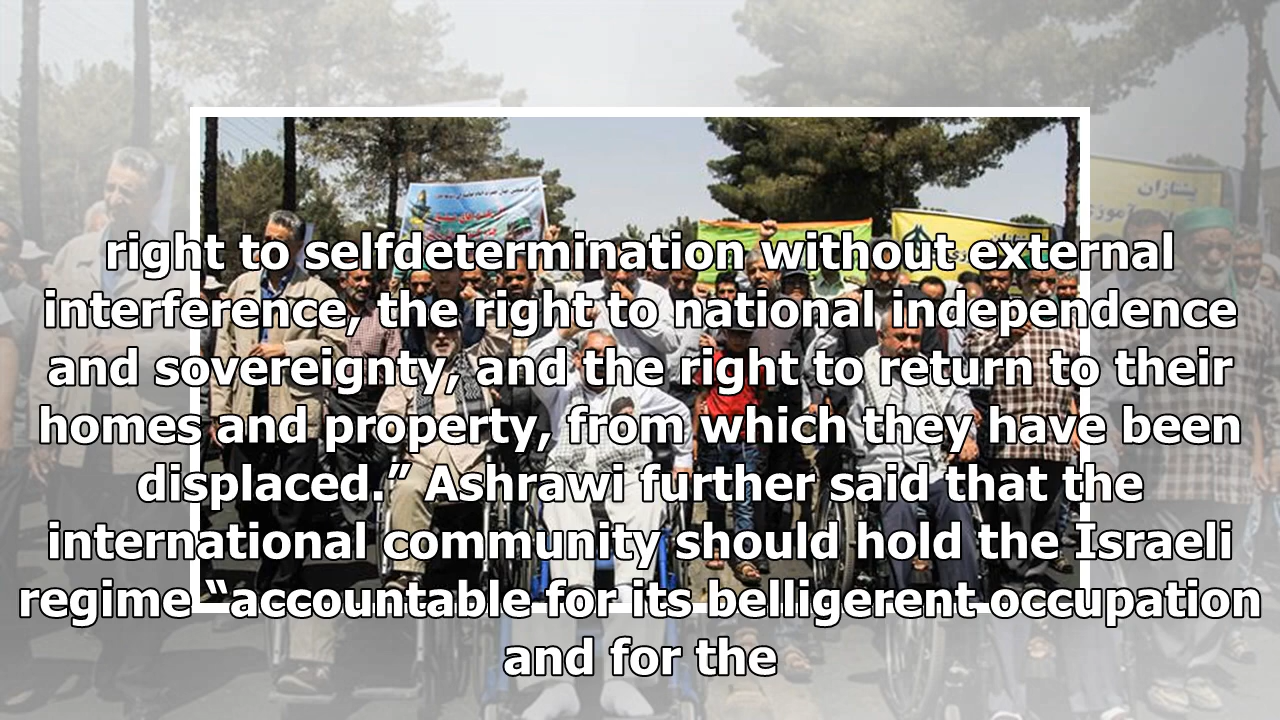 پشتازان
right to selfdetermination without external
interference, the right to national independence
and sovereignty, and the right to return to their
homes and property, from which they have been
displaced.” Ashrawi further said that the
international community should hold the Israeli
regime “accountable for its belligerent occupation
and for the